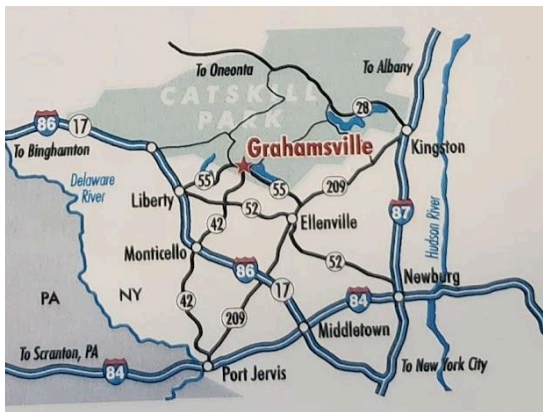 To Oneonta
To Albany
CATSKILL
PARK
28
86
17
To Binghamton
Grahamsville
Kingston
Delaware
River
55
55
209
Liberty
52
Ellenville
87
Hudson River
42
Monticello
86
52
Newburg
PA
NY
17
84
42
209
Middletown
To Scranton, PA
84
Port Jervis
To New York City